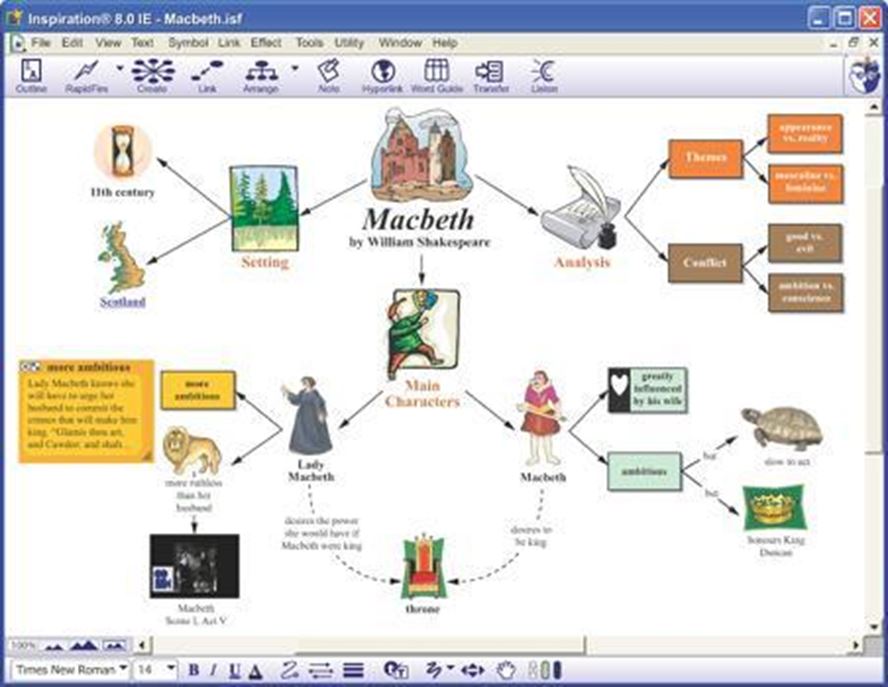 Inspiration® 8.0 IE - Macbeth.isf
File Edit View Text Symbol Link Effect Tools Utility Window Help
Outline RapidFire Create Link Arrange Note Hyperlink Word Guide Transfer Listen
11th century
Scotland
Setting
Macbeth
by William Shakespeare
Analysis
Themes
appearance
vs. reality
masculine vs.
feminine
Conflict
good vs.
evil
ambition vs.
conscience
Main
Characters
more ambitious
Lady Macbeth knows she
will have to urge her
husband to commit the
crimes that will make him
king. "Glamis thou art,
and Cawdor; and shalt...
more
ambitious
more ruthless
than her
husband
Macbeth
Scene I, Act V
Lady
Macbeth
desires the power
she would have if
Macbeth were king
throne
Macbeth
desires to
be king
greatly
influenced
by his wife
ambitious
but
slow to act
but
honours King
Duncan
100%
Times New Roman 14 B I U A